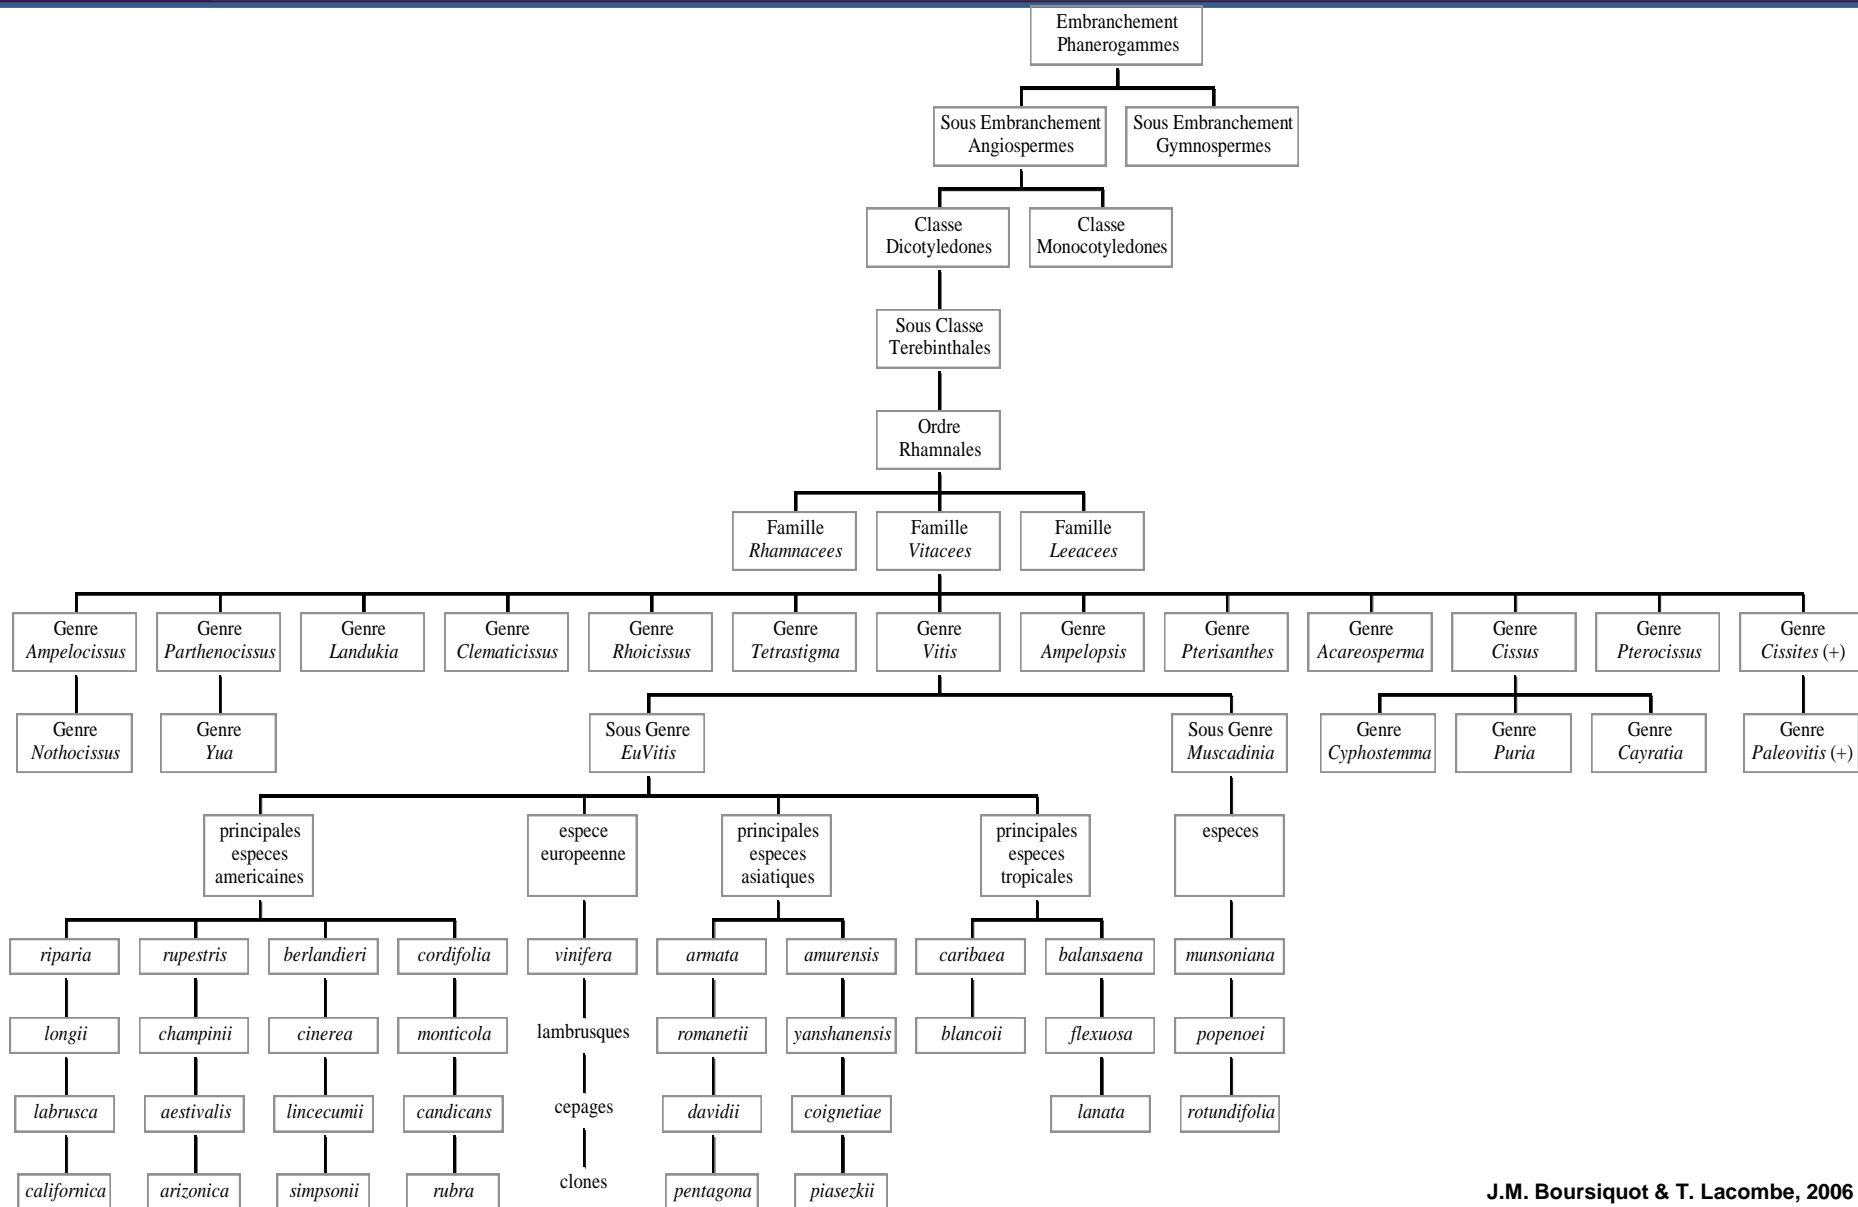 Embranchement
Phanerogammes
Sous Embranchement
Angiospermes
Sous Embranchement
Gymnospermes
Classe
Dicotyledones
Classe
Monocotyledones
Sous Classe
Terebinthales
Ordre
Rhamnales
Famille
Rhamnacees
Famille
Vitacees
Famille
Leeacees
Genre
Ampelocissus
Genre
Parthenocissus
Genre
Landukia
Genre
Clematicissus
Genre
Rhoicissus
Genre
Tetrastigma
Genre
Vitis
Genre
Ampelopsis
Genre
Pterisanthes
Genre
Acareosperma
Genre
Cissus
Genre
Pterocissus
Genre
Cissites (+)
Genre
Nothocissus
Genre
Yua
Sous Genre
EuVitis
Sous Genre
Muscadinia
Genre
Cyphostemma
Genre
Puria
Genre
Cayratia
Genre
Paleovitis (+)
principales
especes
americaines
espece
europeenne
principales
especes
asiatiques
principales
especes
tropicales
especes
riparia
rupestris
berlandieri
cordifolia
vinifera
armata
amurensis
caribaea
balansaena
munsoniana
longii
champinii
cinerea
monticola
lambrusques
romanetii
yanshanensis
blancoii
flexuosa
popenoei
labrusca
aestivalis
lincecumii
candicans
cepages
davidii
coignetiae
lanata
rotundifolia
californica
arizonica
simpsonii
rubra
clones
pentagona
piasezkii
J.M. Boursiquot & T. Lacombe, 2006